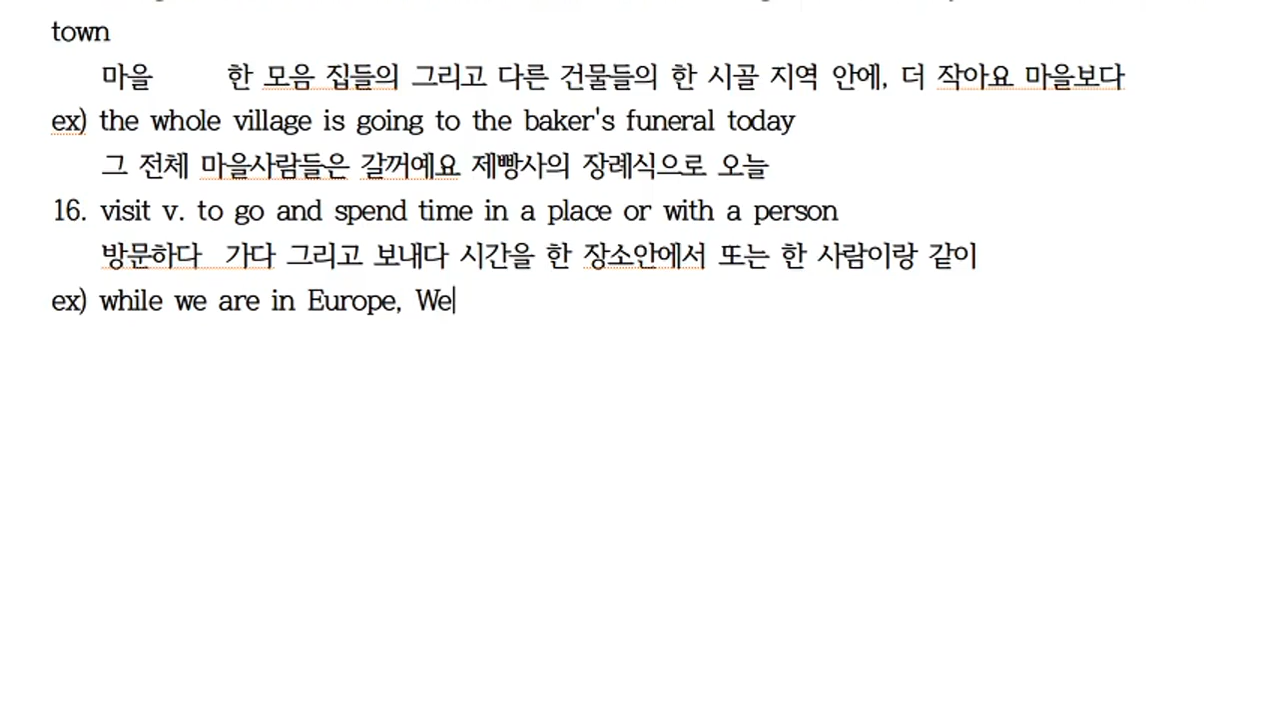 town
마을 한 모음 집들의 그리고 다른 건물들의 한 시골 지역 안에, 더 작아요 마을보다
ex) the whole village is going to the baker's funeral today
그 전체 마을사람들은 갈꺼예요 제빵사의 장례식으로 오늘
16. visit v. to go and spend time in a place or with a person
방문하다 가다 그리고 보내다 시간을 한 장소안에서 또는 한 사람이랑 같이
ex) while we are in Europe, We